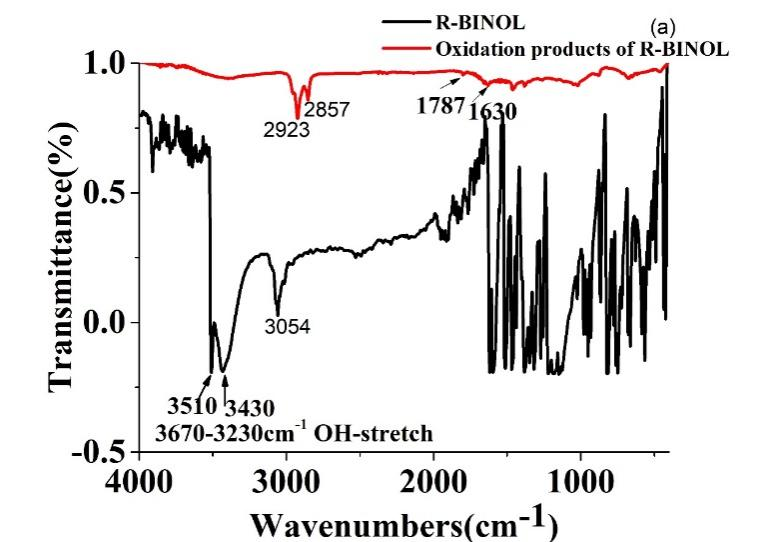 R-BINOL (a)
Oxidation products of R-BINOL
1.0
2857
1787 1630
2923
0.5
0.0
3054
3510 3430
3670-3230cm-1 OH-stretch
-0.5
4000 3000 2000 1000
Transmittance(%)
Wavenumbers(cm-1)